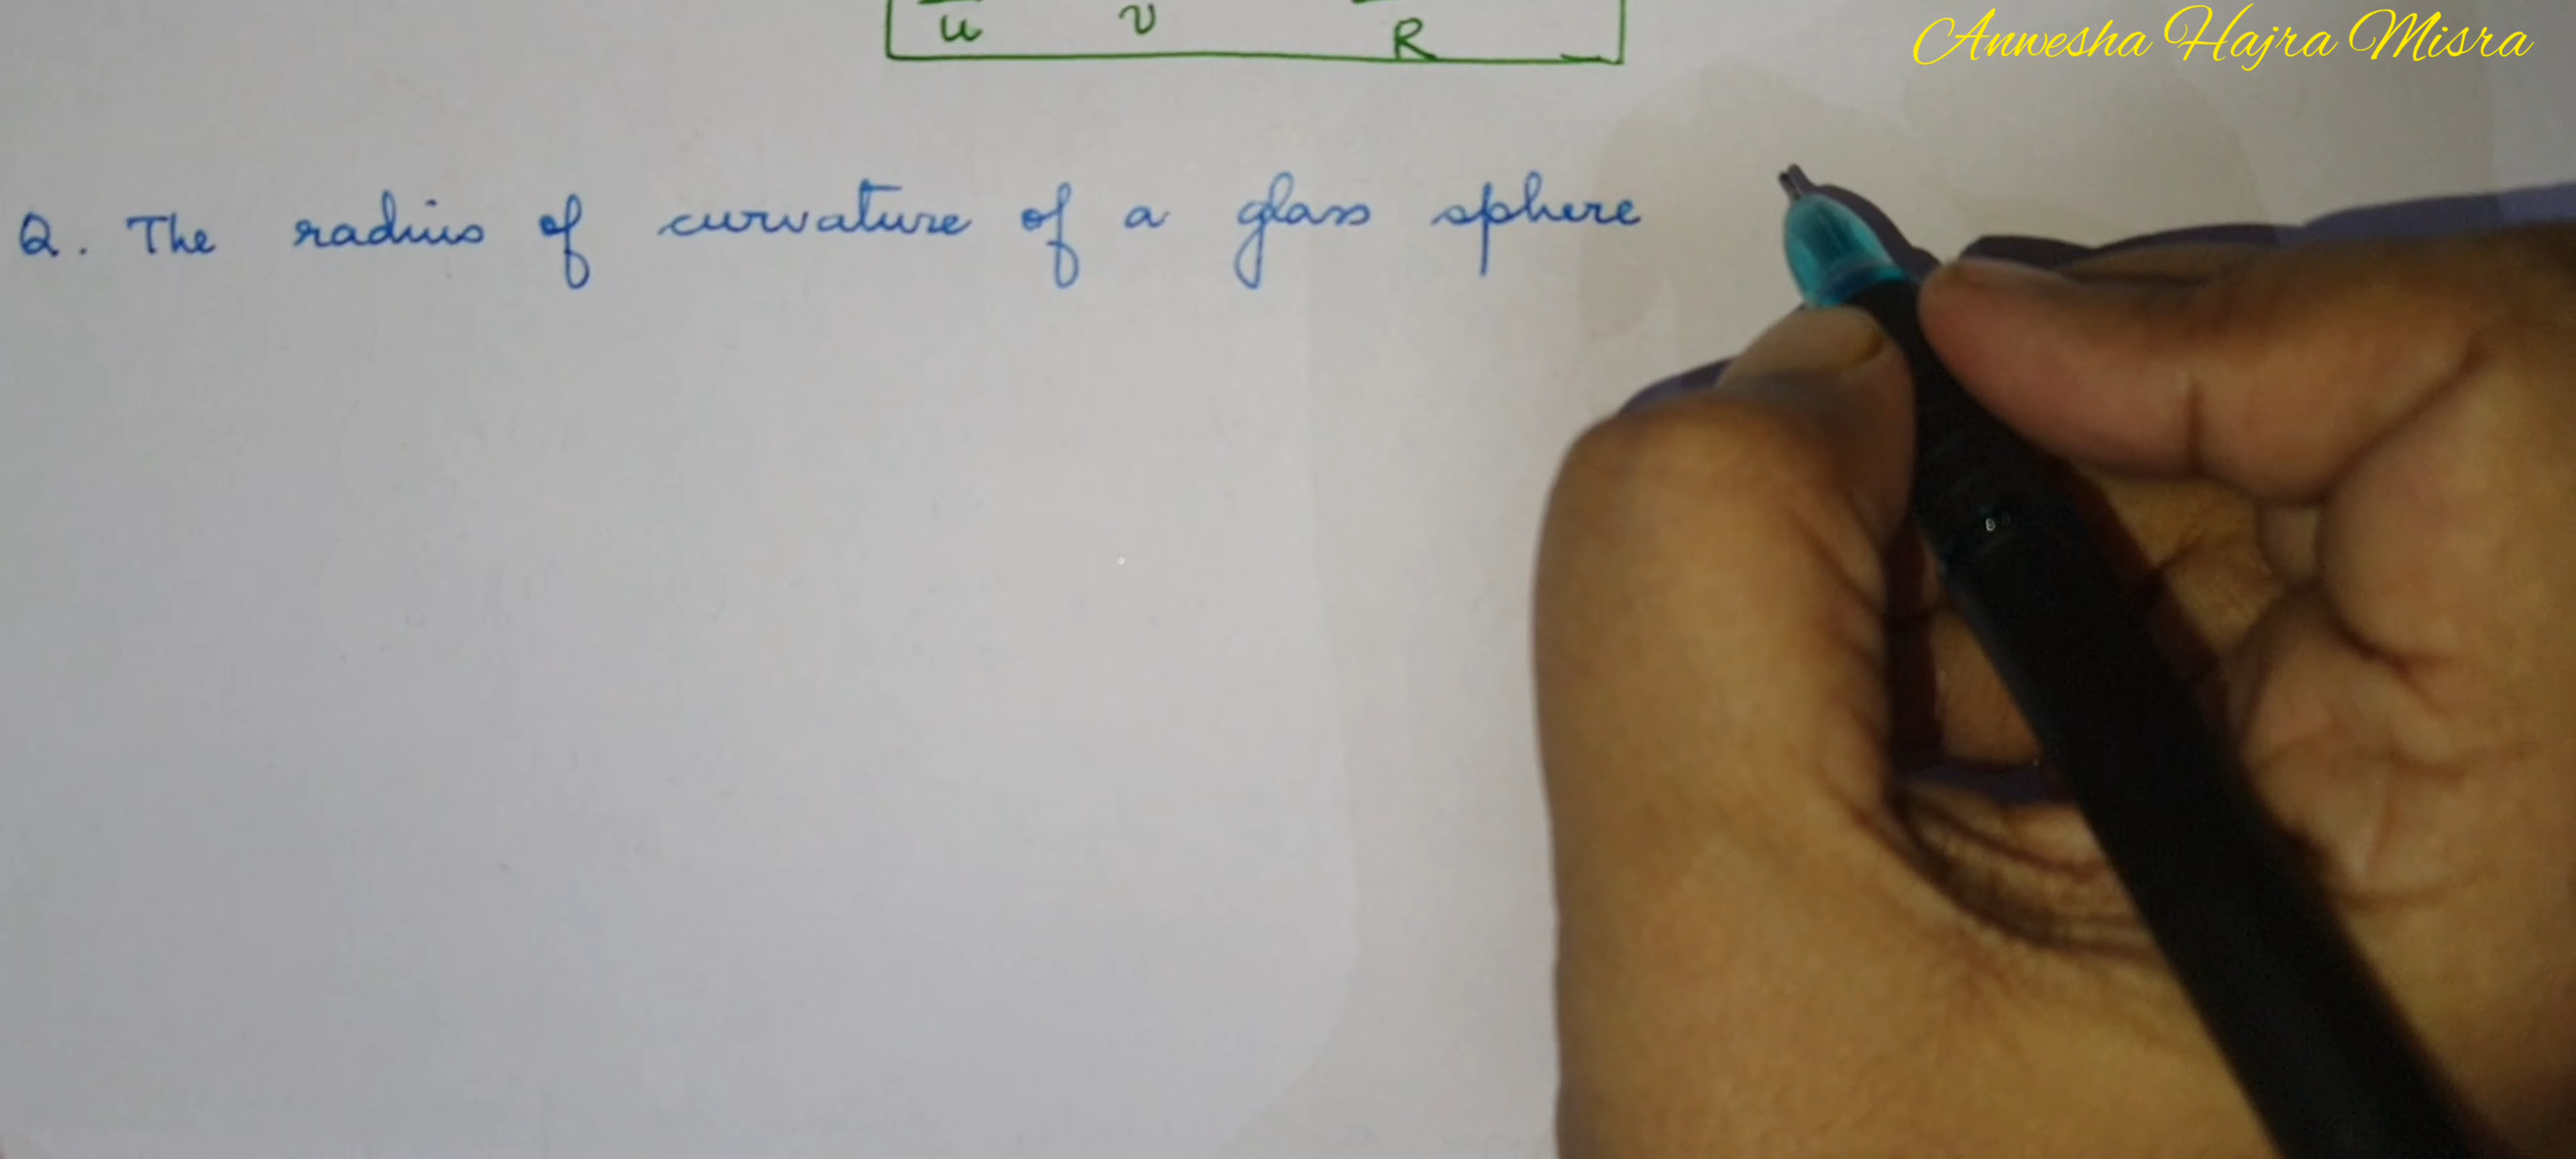 u v R
Anwesha Hajra Misra
Q. The radius of curvature of a glass sphere